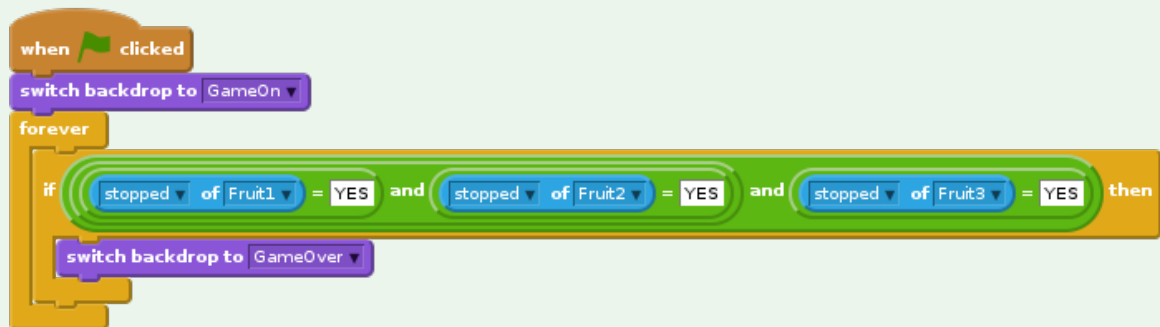 when clicked
switch backdrop to GameOn
forever
if stopped of Fruit1 = YES and stopped of Fruit2 = YES and stopped of Fruit3 = YES then
switch backdrop to GameOver